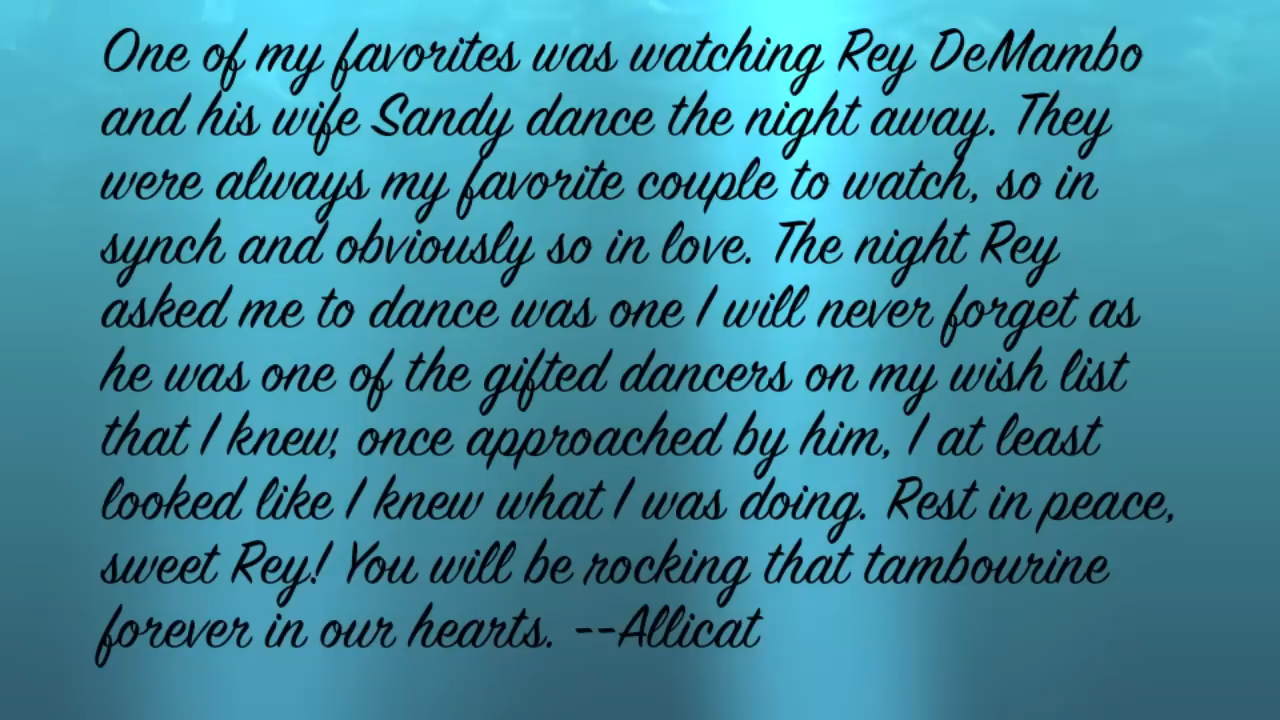 One of my favorites was watching Rey DeMambo
and his wife Sandy dance the night away. They
were always my favorite couple to watch, so in
synch and obviously so in love. The night Rey
asked me to dance was one I will never forget as
he was one of the gifted dancers on my wish list
that I knew, once approached by him, I at least
looked like I knew what I was doing. Rest in peace,
sweet Rey! You will be rocking that tambourine
forever in our hearts. --Allicat